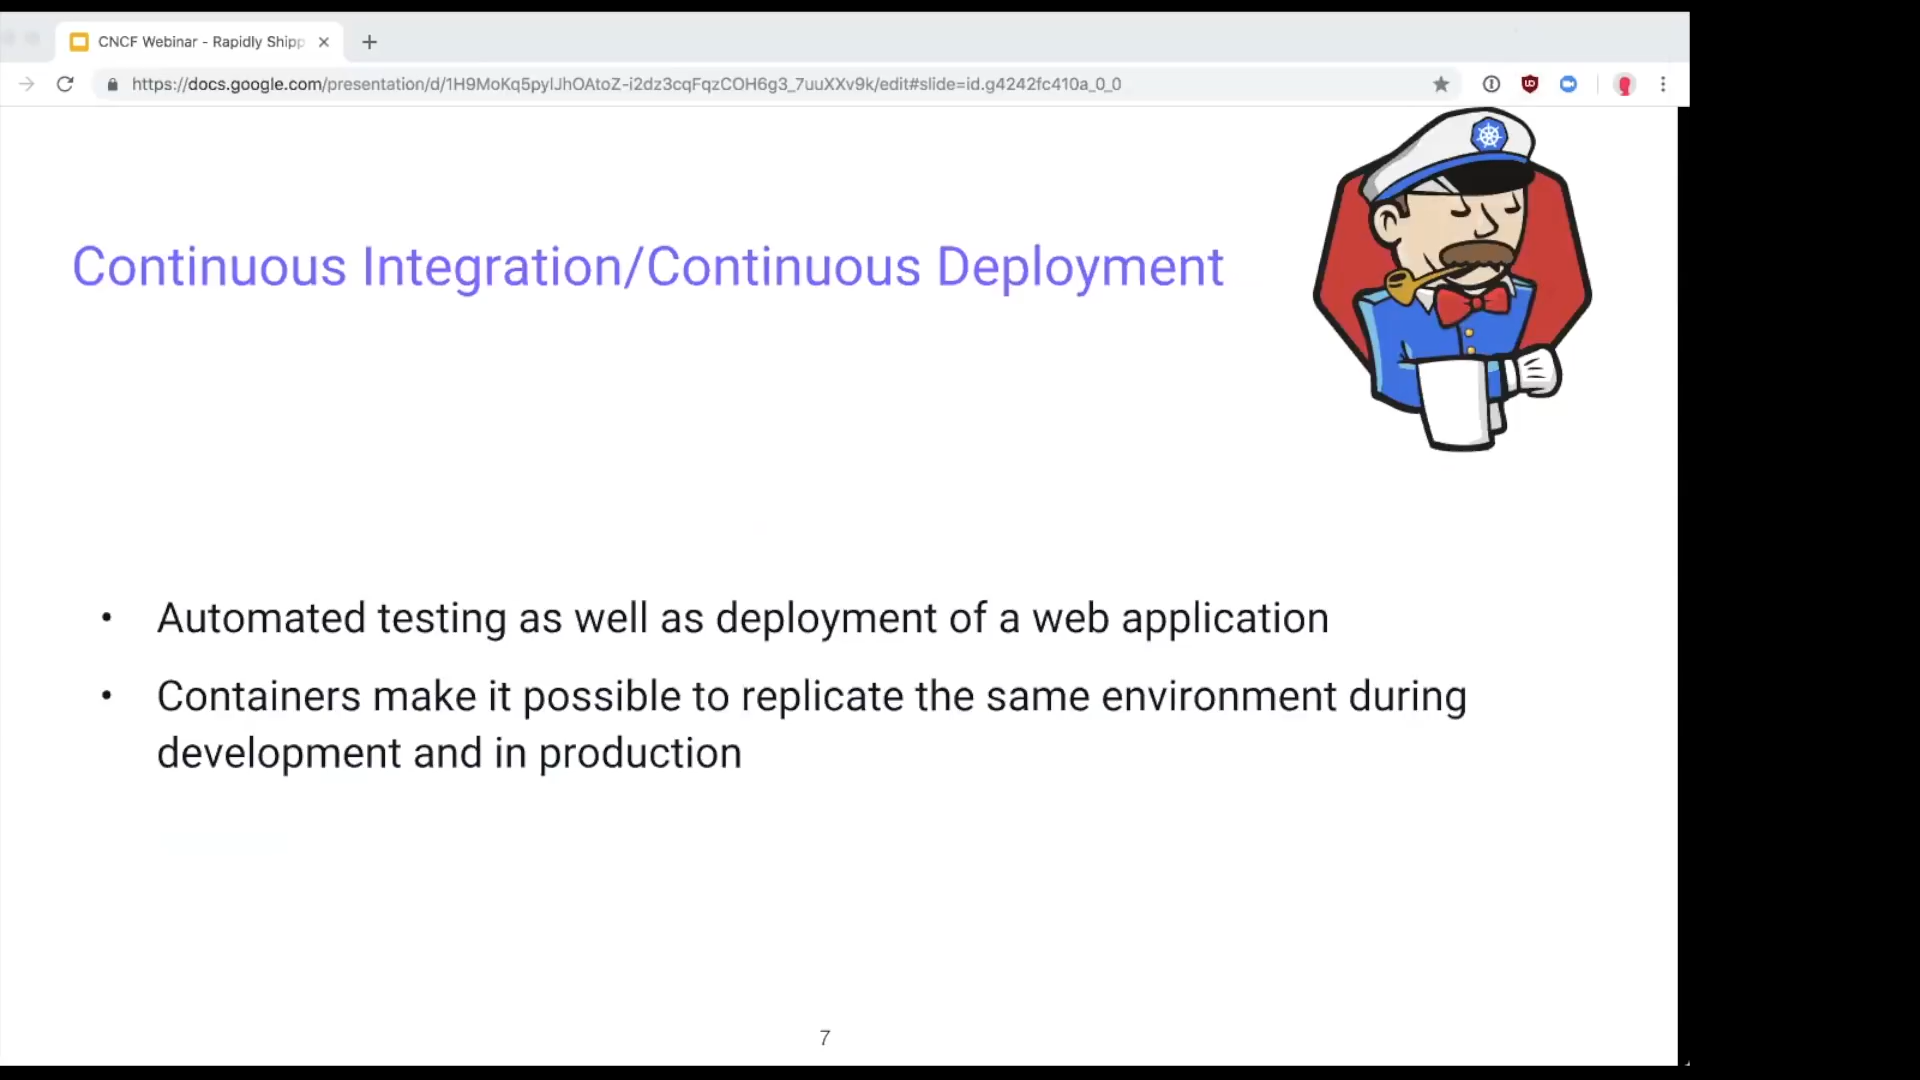 CNCF Webinar - Rapidly Shipp
https://docs.google.com/presentation/d/1H9MoKq5pylJhOAtoZ-i2dz3cqFqzCOH6g3_7uuXXv9k/edit#slide=id.g4242fc410a_0_0
Continuous Integration/Continuous Deployment
• Automated testing as well as deployment of a web application
• Containers make it possible to replicate the same environment during
development and in production
7